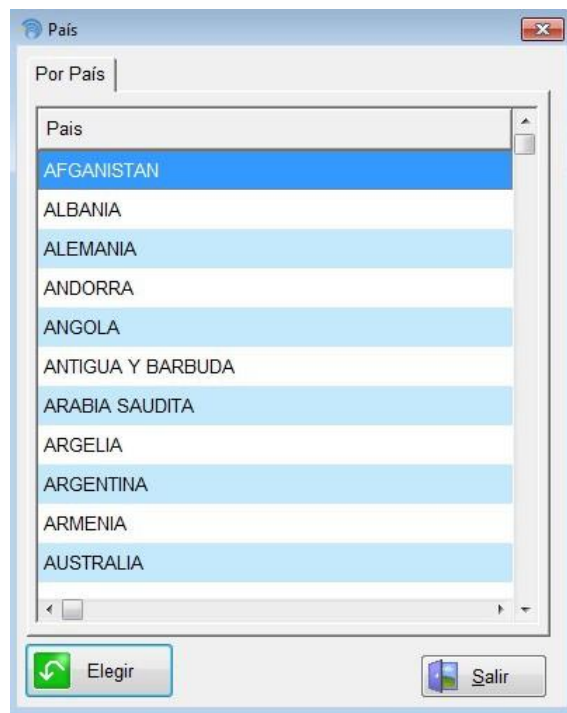 País
Por País
Pais
AFGANISTAN
ALBANIA
ALEMANIA
ANDORRA
ANGOLA
ANTIGUA Y BARBUDA
ARABIA SAUDITA
ARGELIA
ARGENTINA
ARMENIA
AUSTRALIA
Elegir
Salir